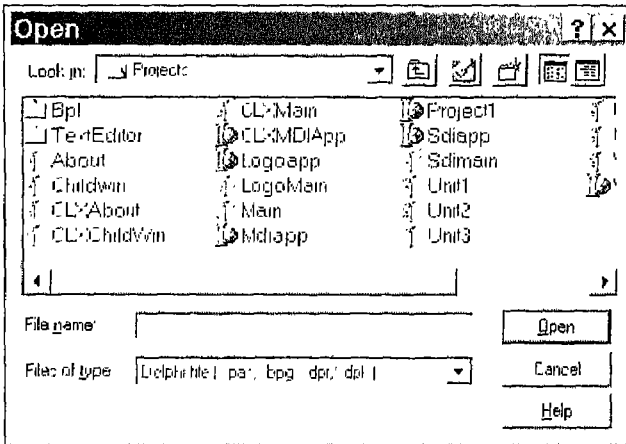 Open
Look in: Projects
Bpl
TextEditor
About
Childwin
CLXAbout
CLXChildWin
CLXMain
CLXMDIApp
Logoapp
LogoMain
Main
Mdiapp
Project1
Sdiapp
Sdimain
Unit1
Unit2
Unit3
File name:
Open
Files of type:
Cancel
Help